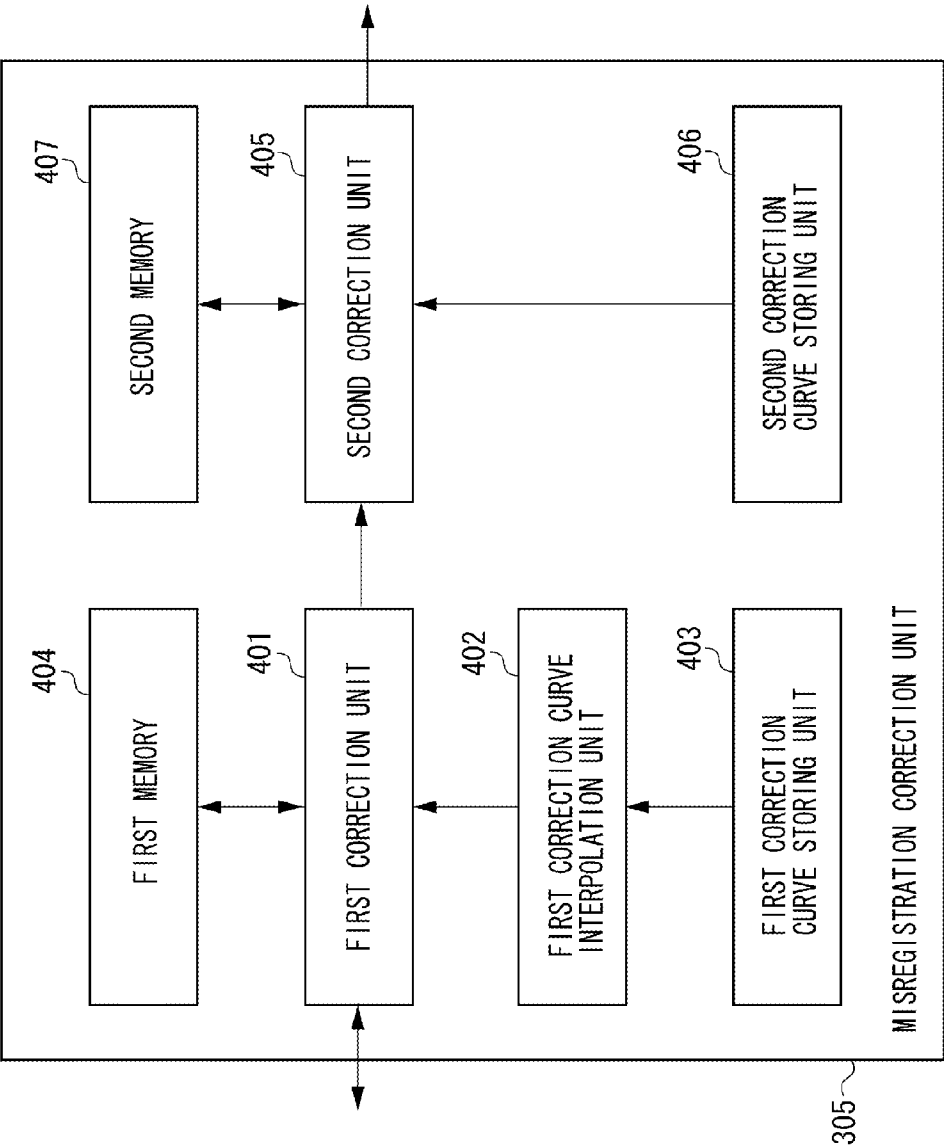 404
FIRST MEMORY
407
SECOND MEMORY
401
FIRST CORRECTION UNIT
405
SECOND CORRECTION UNIT
402
FIRST CORRECTION CURVE
INTERPOLATION UNIT
403
FIRST CORRECTION
CURVE STORING UNIT
406
SECOND CORRECTION
CURVE STORING UNIT
MISREGISTRATION CORRECTION UNIT
305